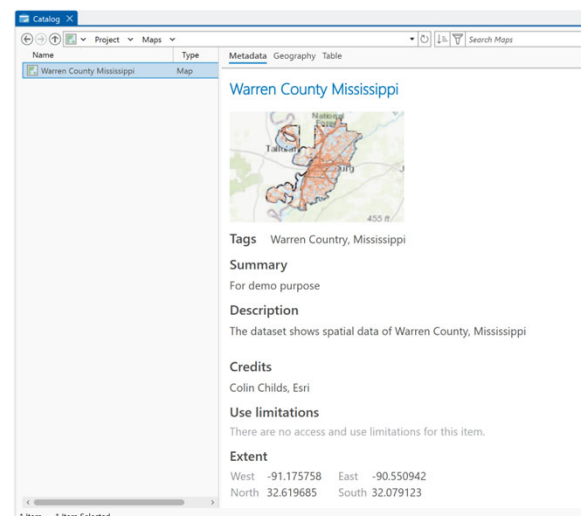 Catalog
Project Maps
Search Maps
Name Type
Warren County Mississippi Map
Metadata Geography Table
Warren County Mississippi
National
Forest
455 ft
Tags Warren Country, Mississippi
Summary
For demo purpose
Description
The dataset shows spatial data of Warren County, Mississippi
Credits
Colin Childs, Esri
Use limitations
There are no access and use limitations for this item.
Extent
West -91.175758 East -90.550942
North 32.619685 South 32.079123